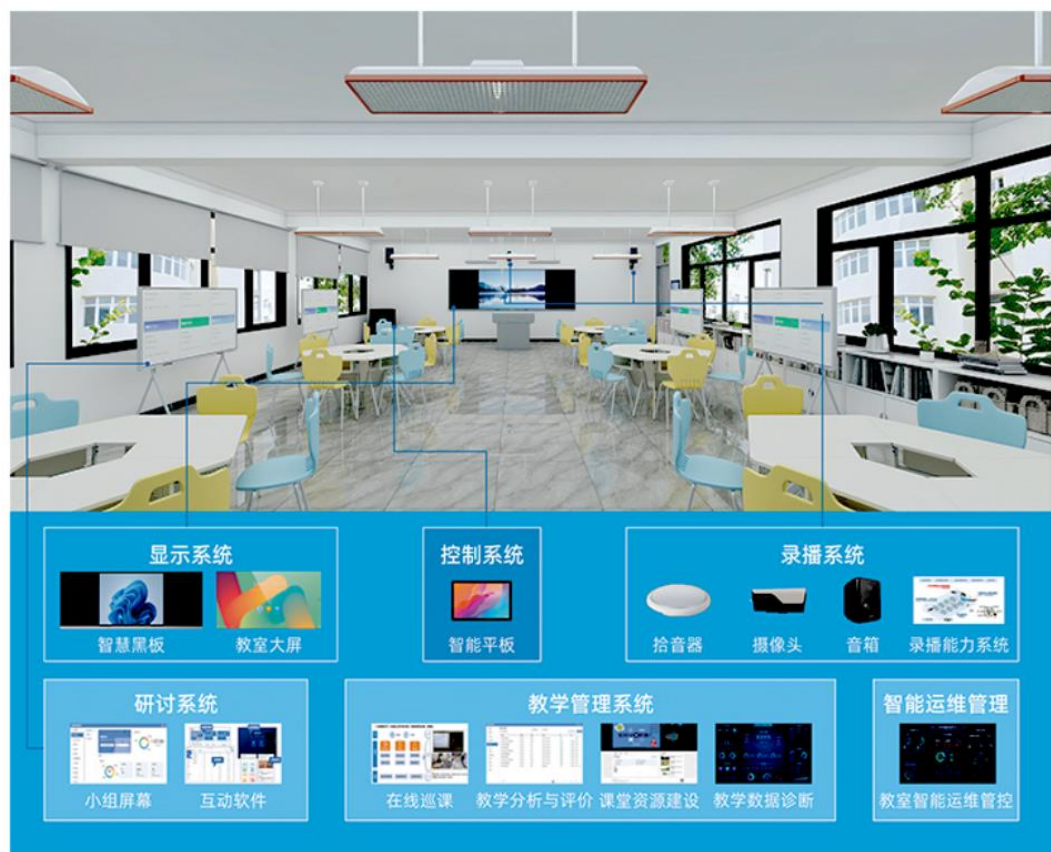 显示系统
智慧黑板
教室大屏
控制系统
智能平板
录播系统
拾音器
摄像头
音箱
录播能力系统
研讨系统
小组屏幕
互动软件
教学管理系统
在线巡课
教学分析与评价
课堂资源建设
教学数据诊断
智能运维管理
教室智能运维管控